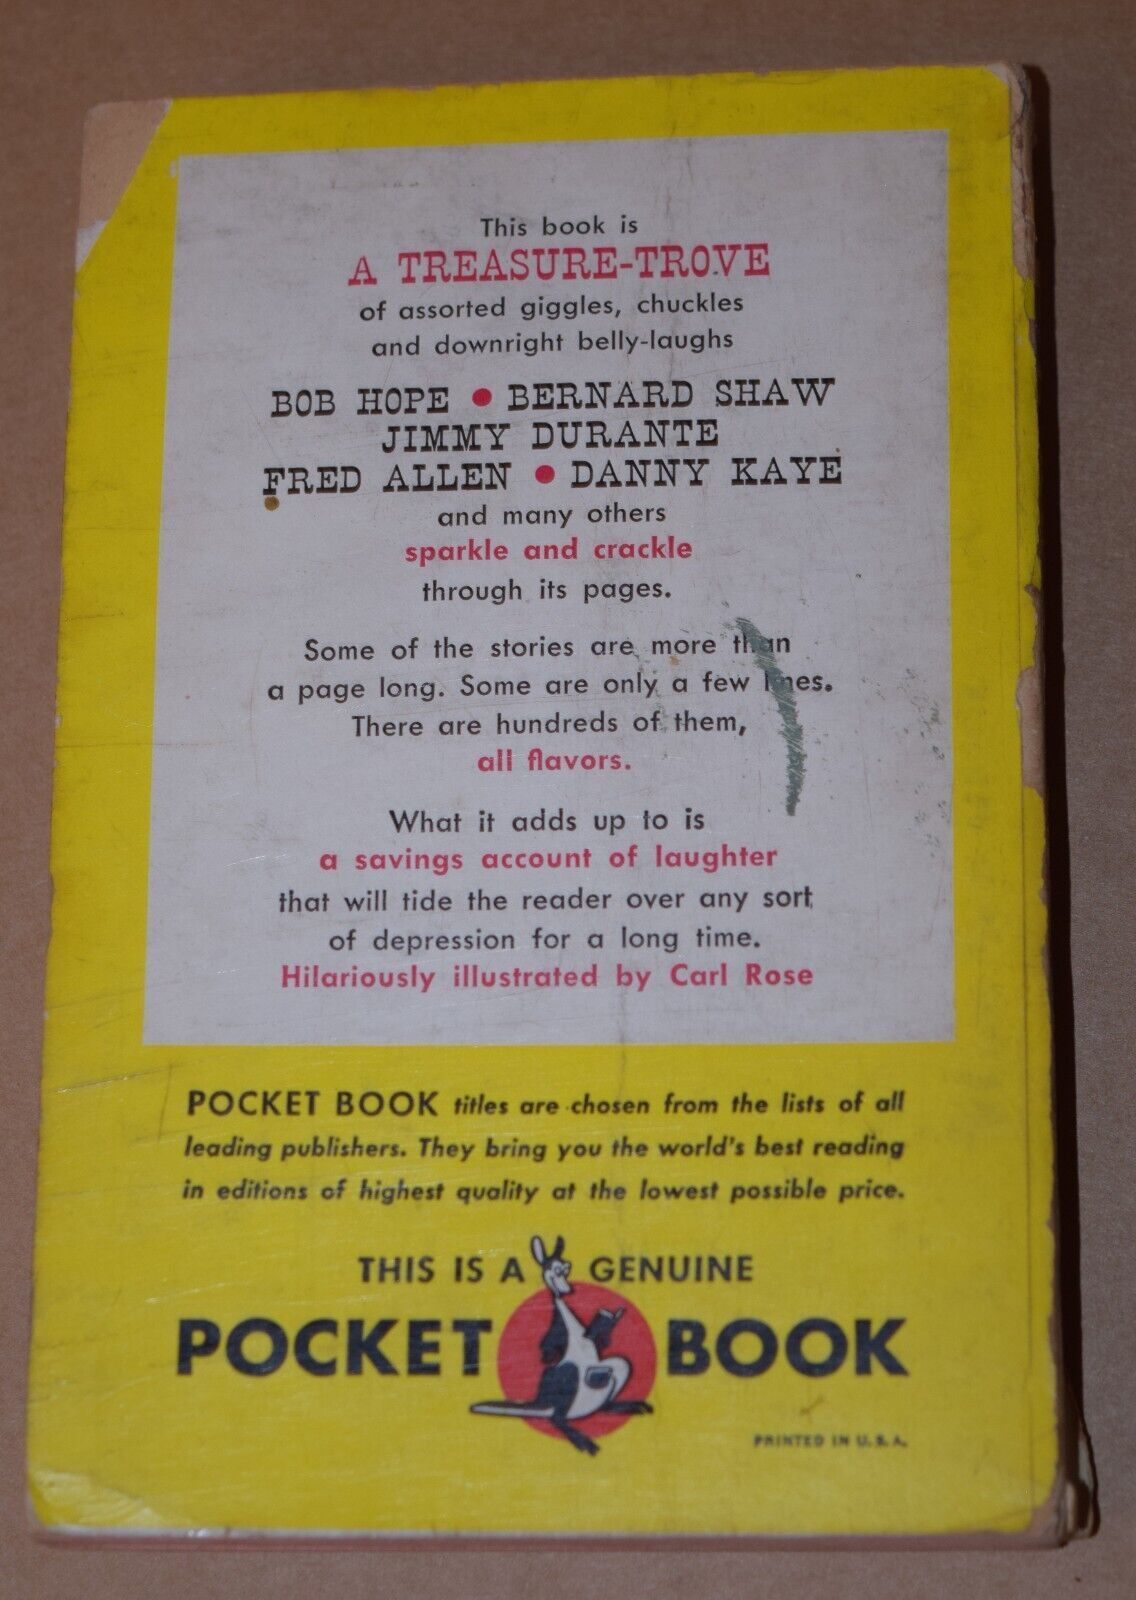 This book is
A TREASURE-TROVE
of assorted giggles, chuckles
and downright belly-laughs
BOB HOPE • BERNARD SHAW
JIMMY DURANTE
FRED ALLEN • DANNY KAYE
and many others
sparkle and crackle
through its pages.
Some of the stories are more than
a page long. Some are only a few lines.
There are hundreds of them,
all flavors.
What it adds up to is
a savings account of laughter
that will tide the reader over any sort
of depression for a long time.
Hilariously illustrated by Carl Rose
POCKET BOOK titles are chosen from the lists of all
leading publishers. They bring you the world's best reading
in editions of highest quality at the lowest possible price.
THIS IS A GENUINE
POCKET BOOK
PRINTED IN U.S.A.